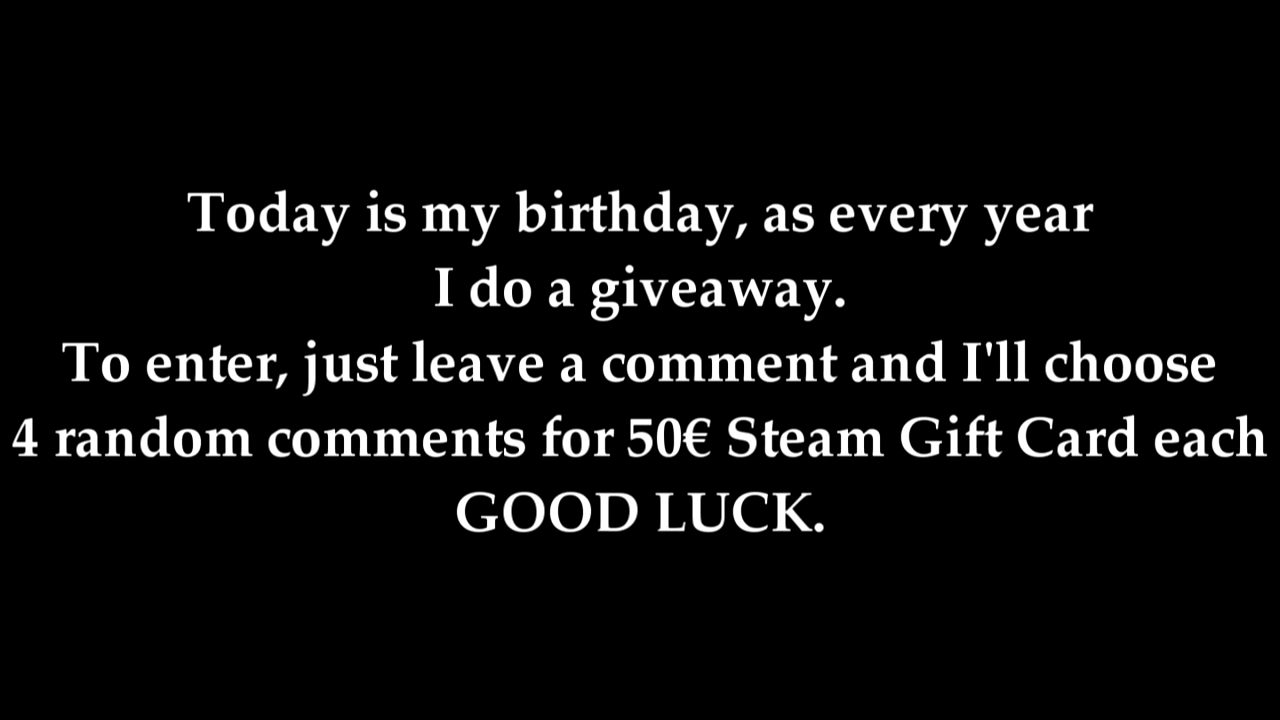 Today is my birthday, as every year
I do a giveaway.
To enter, just leave a comment and I'll choose
4 random comments for 50€ Steam Gift Card each
GOOD LUCK.